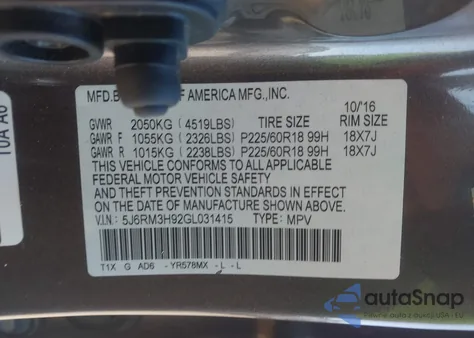 MFD. B OF AMERICA MFG., INC. 10/16
TIRE SIZE RIM SIZE
GVWR 2050KG ( 4519LBS)
GAWR F 1055KG ( 2326LBS) P225/60R18 99H 18X7J
GAWR R 1015KG ( 2238LBS) P225/60R18 99H 18X7J
THIS VEHICLE CONFORMS TO ALL APPLICABLE
FEDERAL MOTOR VEHICLE SAFETY
AND THEFT PREVENTION STANDARDS IN EFFECT
ON THE DATE OF MANUFACTURE SHOWN ABOVE.
V.I.N.: 5J6RM3H92GL031415 TYPE: MPV
T1X G AD6 -YR578MX -L -L
autoSnap